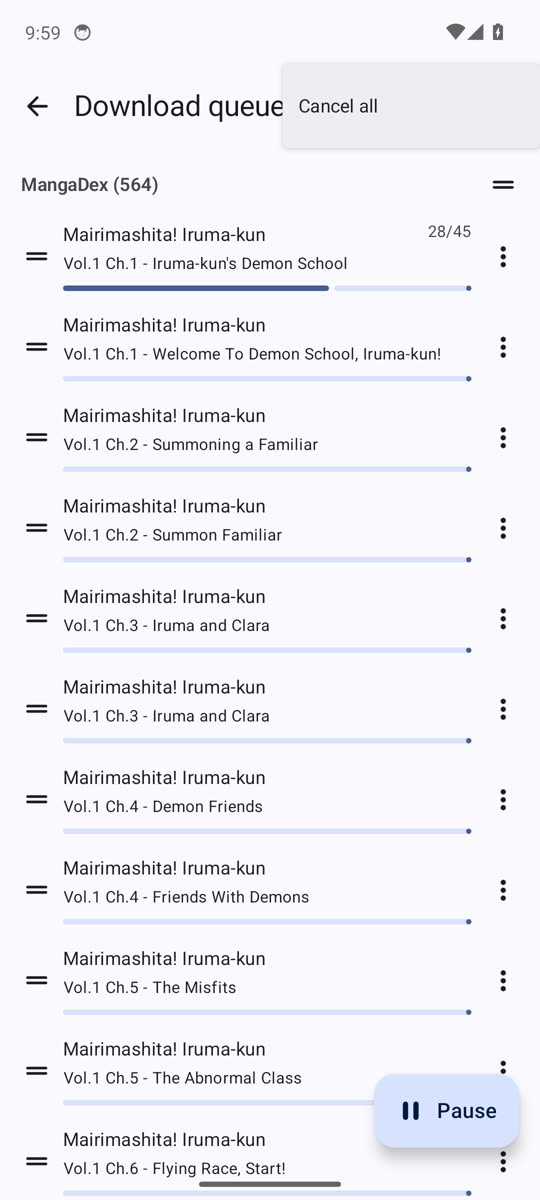 9:59
Download queue
Cancel all
MangaDex (564)
Mairimashita! Iruma-kun
28/45
Vol.1 Ch.1 - Iruma-kun's Demon School
Mairimashita! Iruma-kun
Vol.1 Ch.1 - Welcome To Demon School, Iruma-kun!
Mairimashita! Iruma-kun
Vol.1 Ch.2 - Summoning a Familiar
Mairimashita! Iruma-kun
Vol.1 Ch.2 - Summon Familiar
Mairimashita! Iruma-kun
Vol.1 Ch.3 - Iruma and Clara
Mairimashita! Iruma-kun
Vol.1 Ch.3 - Iruma and Clara
Mairimashita! Iruma-kun
Vol.1 Ch.4 - Demon Friends
Mairimashita! Iruma-kun
Vol.1 Ch.4 - Friends With Demons
Mairimashita! Iruma-kun
Vol.1 Ch.5 - The Misfits
Mairimashita! Iruma-kun
Vol.1 Ch.5 - The Abnormal Class
Pause
Mairimashita! Iruma-kun
Vol.1 Ch.6 - Flying Race, Start!